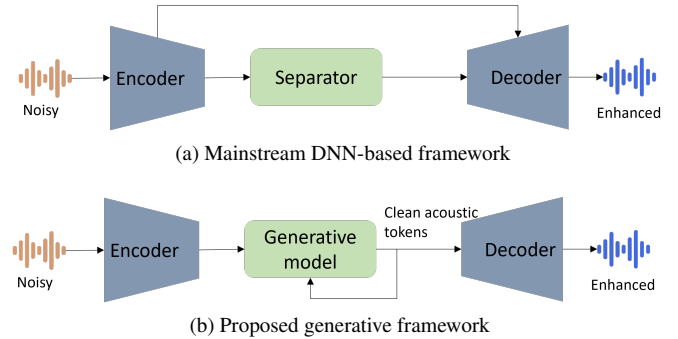 Encoder
Separator
Decoder
Noisy
Enhanced
(a) Mainstream DNN-based framework
Clean acoustic
tokens
Encoder
Generative
model
Decoder
Noisy
Enhanced
(b) Proposed generative framework